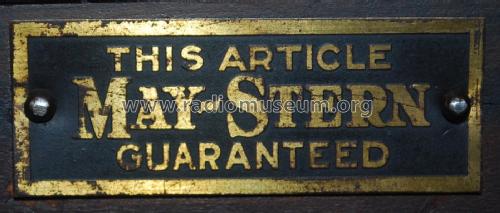 THIS ARTICLE
MAY-STERN
www.radiomuseum.org
GUARANTEED